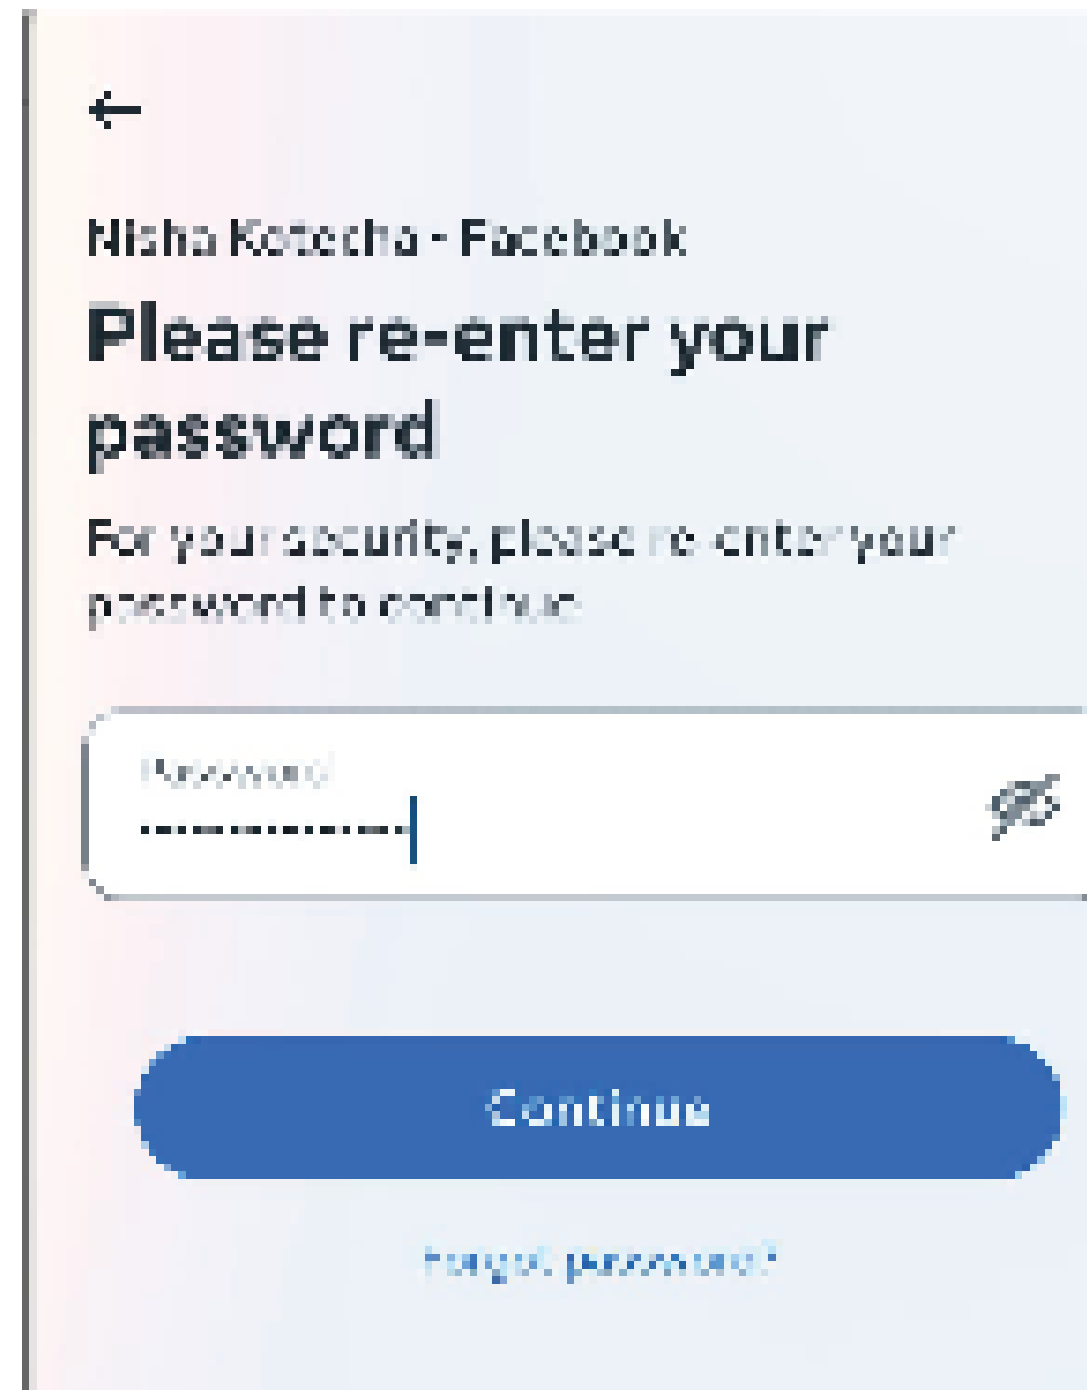 Nisha Kotecha · Facebook
Please re-enter your
password
For your security, please re-enter your
password to continue.
Password
Continue
Forgot password?